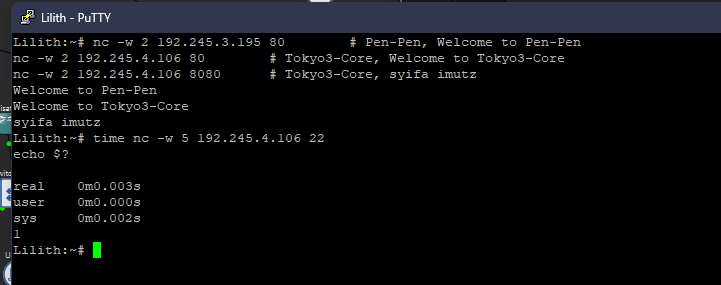 Lilith - PuTTY
Lilith:~# nc -w 2 192.245.3.195 80         # Pen-Pen, Welcome to Pen-Pen
nc -w 2 192.245.4.106 80         # Tokyo3-Core, Welcome to Tokyo3-Core
nc -w 2 192.245.4.106 8080       # Tokyo3-Core, syifa imutz
Welcome to Pen-Pen
Welcome to Tokyo3-Core
syifa imutz
Lilith:~# time nc -w 5 192.245.4.106 22
echo $?
real    0m0.003s
user    0m0.000s
sys     0m0.002s
1
Lilith:~#